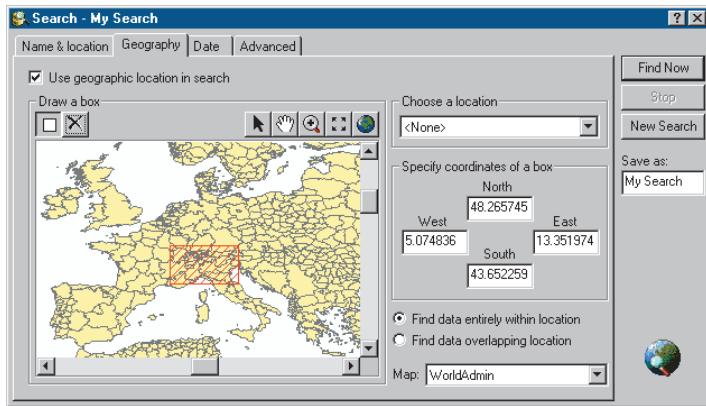 Search - My Search
Name & location
Geography
Date
Advanced
Use geographic location in search
Draw a box
Choose a location
<None>
Specify coordinates of a box
North
48.265745
West
East
5.074836
13.351974
South
43.652259
Find data entirely within location
Find data overlapping location
Map:
WorldAdmin
Find Now
Stop
New Search
Save as:
My Search